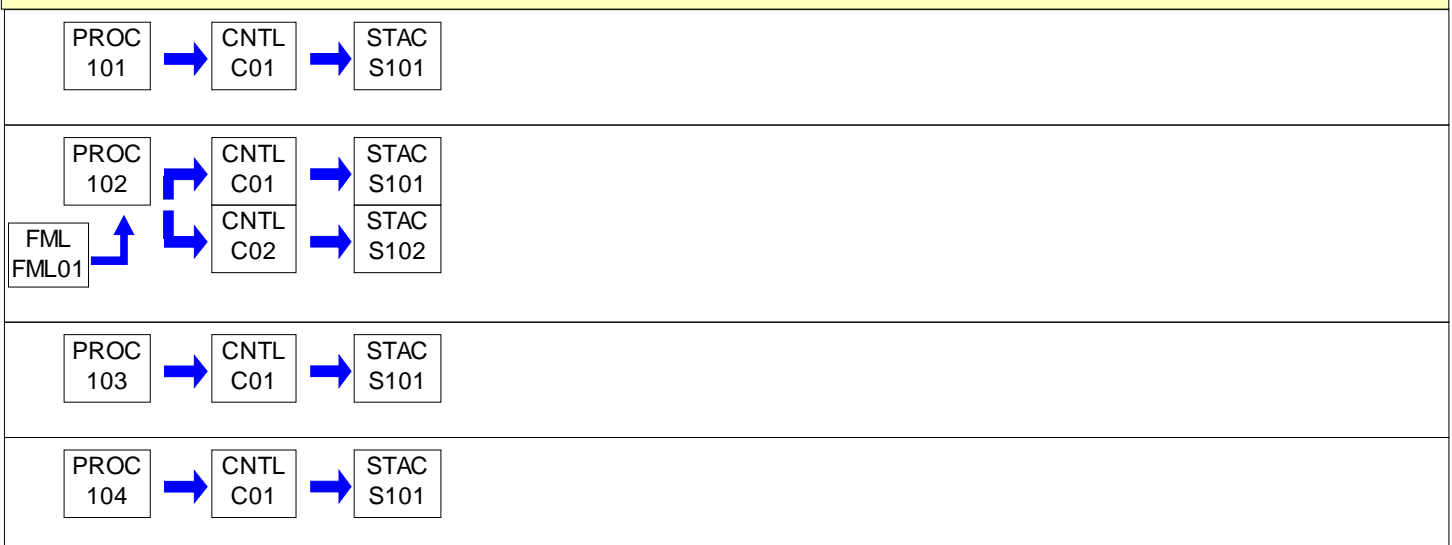 PROC
101
CNTL
C01
STAC
S101
PROC
102
CNTL
C01
STAC
S101
FML
FML01
CNTL
C02
STAC
S102
PROC
103
CNTL
C01
STAC
S101
PROC
104
CNTL
C01
STAC
S101